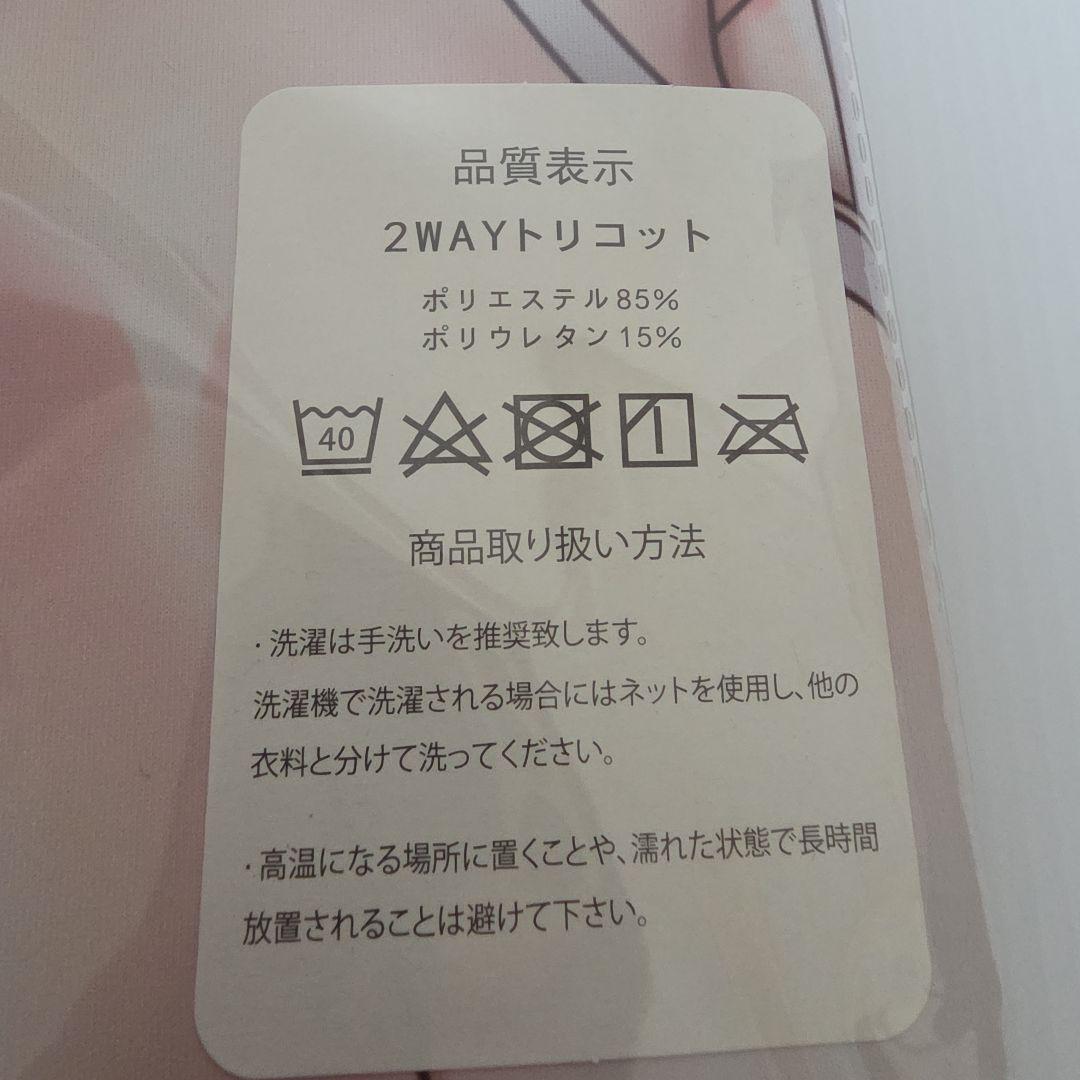 品質表示
2WAYトリコット
ポリエステル85%
ポリウレタン15%
40
商品取り扱い方法
・洗濯は手洗いを推奨致します。
洗濯機で洗濯される場合にはネットを使用し、他の
衣料と分けて洗ってください。
・高温になる場所に置くことや、濡れた状態で長時間
放置されることは避けて下さい。